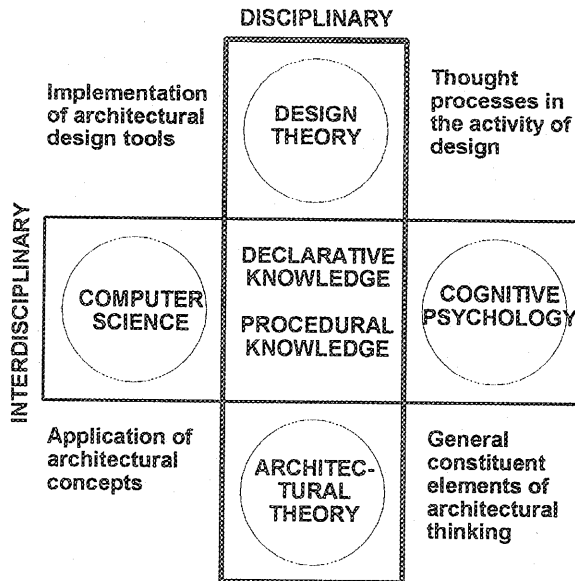 DISCIPLINARY
Implementation
of architectural
design tools
DESIGN
THEORY
Thought
processes in
the activity of
design
INTERDISCIPLINARY
COMPUTER
SCIENCE
DECLARATIVE
KNOWLEDGE
PROCEDURAL
KNOWLEDGE
COGNITIVE
PSYCHOLOGY
Application of
architectural
concepts
ARCHITEC-
TURAL
THEORY
General
constituent
elements of
architectural
thinking